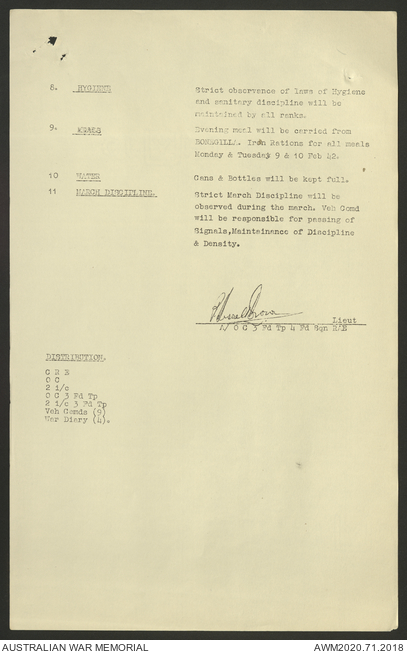 8. HYGIENE Strict observance of laws of Hygiene
and sanitary discipline will be
maintained by all ranks.
9. MEALS Evening meal will be carried from
BONEGILLA. Iron Rations for all meals
Monday & Tuesday 9 & 10 Feb 42.
10 WATER Cans & Bottles will be kept full.
11 MARCH DISCIPLINE. Strict March Discipline will be
observed during the march. Veh Comd
will be responsible for passing of
Signals,Maintainance of Discipline
& Density.
Lieut
A/ O C 3 Fd Tp 4 Fd Sqn RAE
DISTRIBUTION.
C R E
O C
2 i/c
O C 3 Fd Tp
2 i/c 3 Fd Tp
Veh Comds (9)
War Diary (4).
AUSTRALIAN WAR MEMORIAL
AWM2020.71.2018